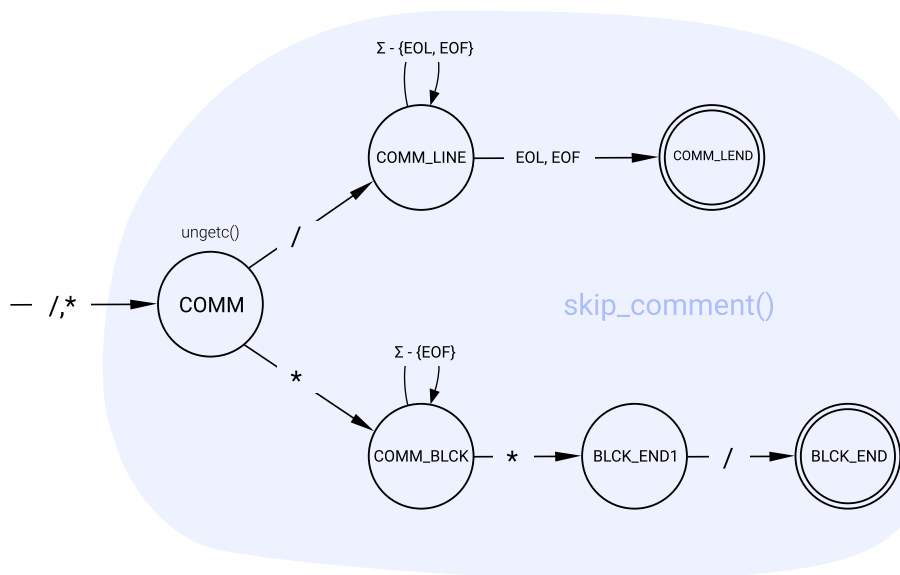 Σ - {EOL, EOF}
COMM_LINE
EOL, EOF
COMM_LEND
/
ungetc()
COMM
/,*
skip_comment()
*
Σ - {EOF}
COMM_BLCK
*
BLCK_END1
/
BLCK_END